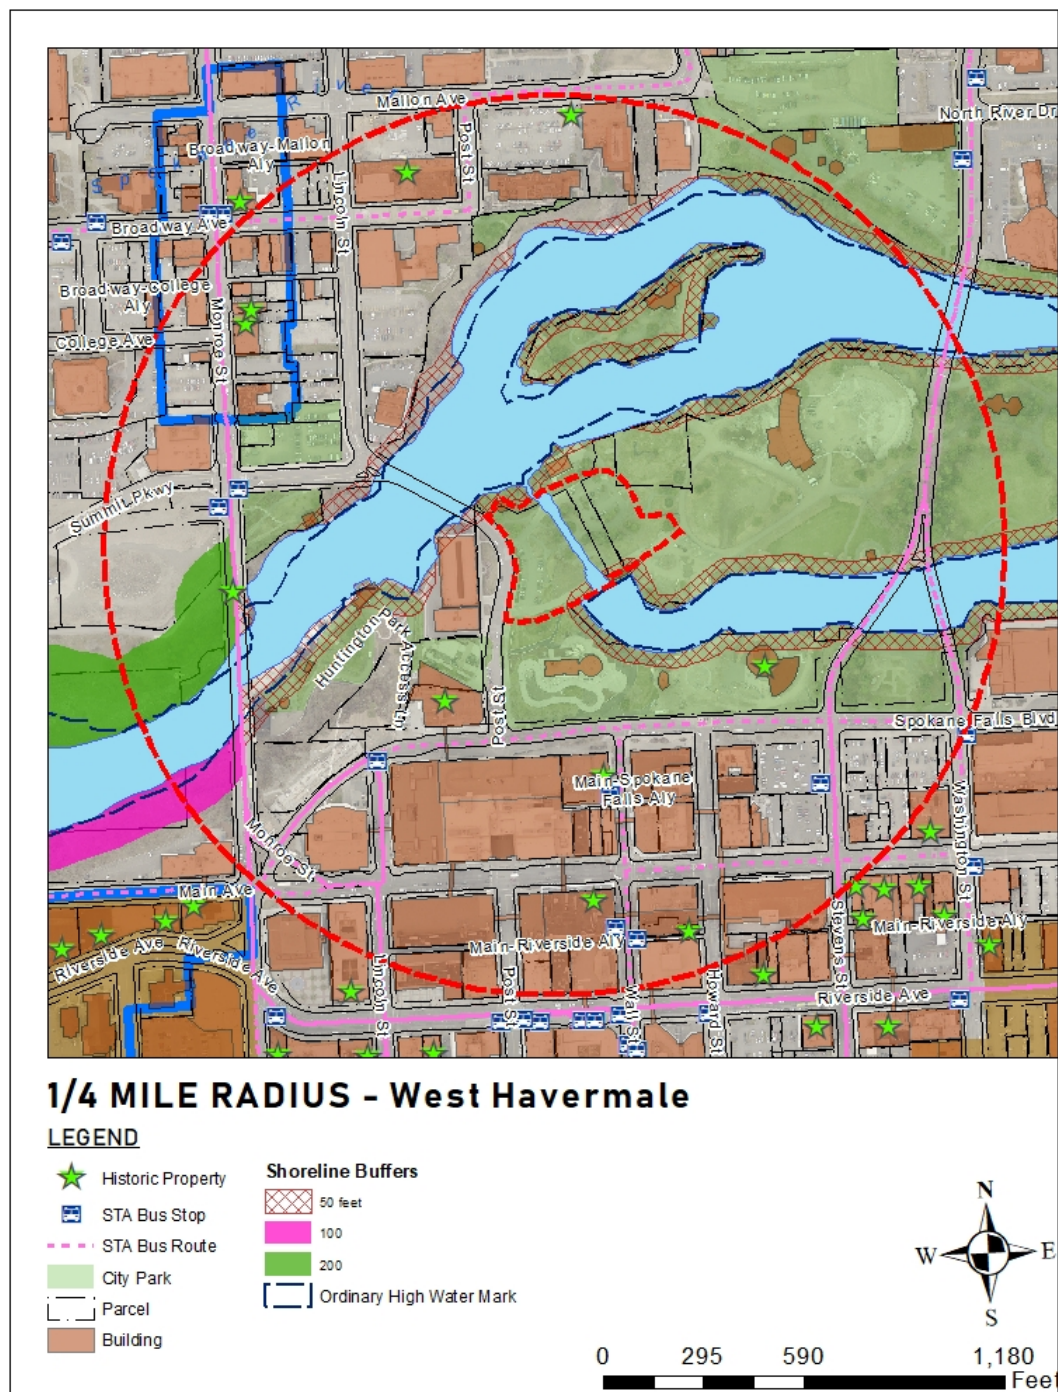 Mallon Ave
North River Dr
Post St
Broadway-Mallon
Aly
Lincoln St
Broadway Ave
Broadway-College
Aly
Monroe St
College Ave
Summit Pkwy
Huntington Park Access Ln
Post St
Spokane Falls Blvd
Main-Spokane
Falls Aly
Washington St
Monroe St
Main Ave
Riverside Ave
Riverside Ave
Main-Riverside Aly
Main-Riverside Aly
Stevens St
Lincoln St
Post St
Wall St
Howard St
Riverside Ave
1/4 MILE RADIUS - West Havermale
LEGEND
Historic Property
STA Bus Stop
STA Bus Route
City Park
Parcel
Building
Shoreline Buffers
50 feet
100
200
Ordinary High Water Mark
N
W
E
S
0 295 590 1,180
Feet